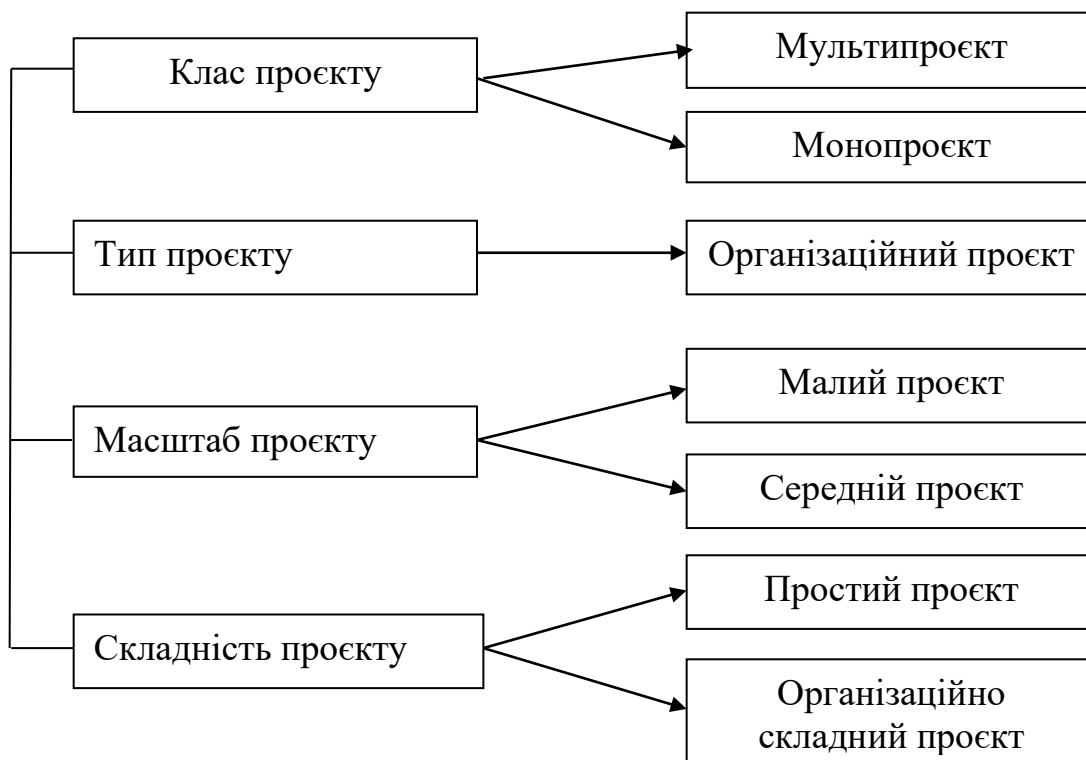 Клас проєкту
Мультипроєкт
Монопроєкт
Тип проєкту
Організаційний проєкт
Масштаб проєкту
Малий проєкт
Середній проєкт
Складність проєкту
Простий проєкт
Організаційно
складний проєкт